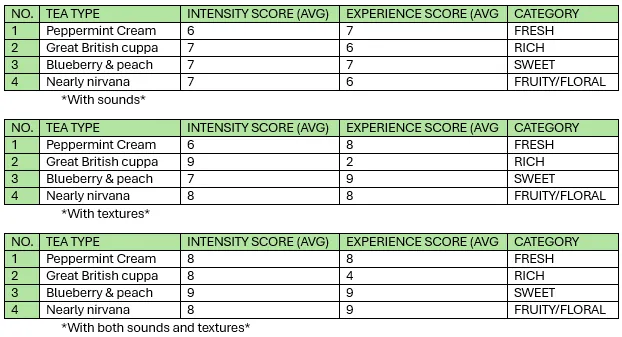 NO. TEA TYPE INTENSITY SCORE (AVG) EXPERIENCE SCORE (AVG CATEGORY
1 Peppermint Cream 6 7 FRESH
2 Great British cuppa 7 6 RICH
3 Blueberry & peach 7 7 SWEET
4 Nearly nirvana 7 6 FRUITY/FLORAL
*With sounds*
NO. TEA TYPE INTENSITY SCORE (AVG) EXPERIENCE SCORE (AVG CATEGORY
1 Peppermint Cream 6 8 FRESH
2 Great British cuppa 9 2 RICH
3 Blueberry & peach 7 9 SWEET
4 Nearly nirvana 8 8 FRUITY/FLORAL
*With textures*
NO. TEA TYPE INTENSITY SCORE (AVG) EXPERIENCE SCORE (AVG CATEGORY
1 Peppermint Cream 8 8 FRESH
2 Great British cuppa 8 4 RICH
3 Blueberry & peach 9 9 SWEET
4 Nearly nirvana 8 9 FRUITY/FLORAL
*With both sounds and textures*